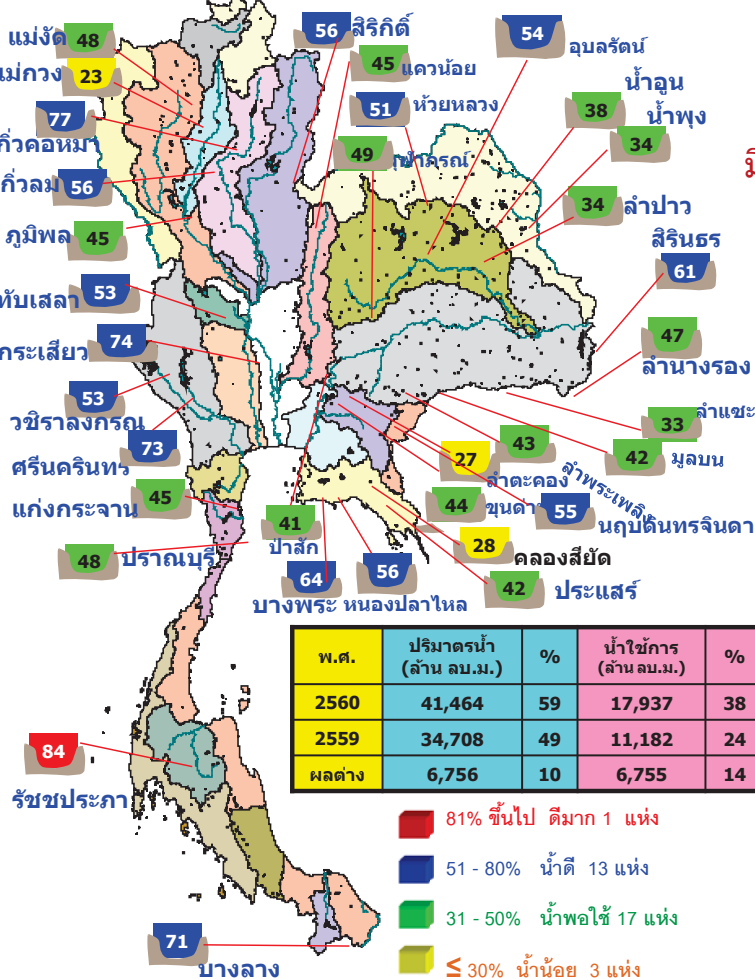 แม่งัด 48
แม่กวง 23
77
กิ่วคอหมา
กิ่วลม 56
ภูมิพล 45
ทับเสลา 53
กระเสียว 74
53
วชิราลงกรณ
73
ศรีนครินทร์
แก่งกระจาน 45
48 ปราณบุรี
56 สิริกิติ์
45 แควน้อย
51 ห้วยหลวง
49 จุฬาภรณ์
54 อุบลรัตน์
น้ำอูน
38 น้ำพุง
34
34 ลำปาว
สิรินธร
61
47
ลำนางรอง
33 ลำแชะ
42 มูลบน
43
27
ลำตะคอง
ลำพระเพลิง
44 ขุนด่าน
55 นฤบดินทรจินดา
41
ป่าสัก
28 คลองสียัด
64
บางพระ
56
หนองปลาไหล
42 ประแสร์
พ.ศ. ปริมาตรน้ำ (ล้าน ลบ.ม.) % น้ำใช้การ (ล้าน ลบ.ม.) %
2560 41,464 59 17,937 38
2559 34,708 49 11,182 24
ผลต่าง 6,756 10 6,755 14
84
รัชชประภา
81% ขึ้นไป ดีมาก 1 แห่ง
51 - 80% น้ำดี 13 แห่ง
31 - 50% น้ำพอใช้ 17 แห่ง
≤ 30% น้ำน้อย 3 แห่ง
71
บางลาง